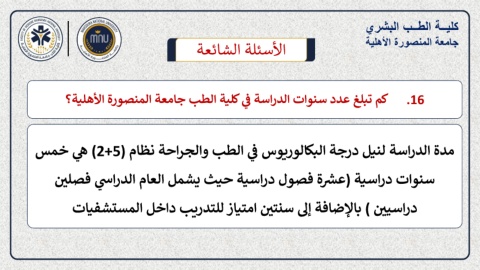 كلية الطب البشري
جامعة المنصورة الأهلية
MNU
الأسئلة الشائعة
16. كم تبلغ عدد سنوات الدراسة في كلية الطب جامعة المنصورة الأهلية؟
مدة الدراسة لنيل درجة البكالوريوس في الطب والجراحة نظام (5+2) هي خمس
سنوات دراسية (عشرة فصول دراسية حيث يشمل العام الدراسي فصلين
دراسيين ) بالإضافة إلى سنتين امتياز للتدريب داخل المستشفيات